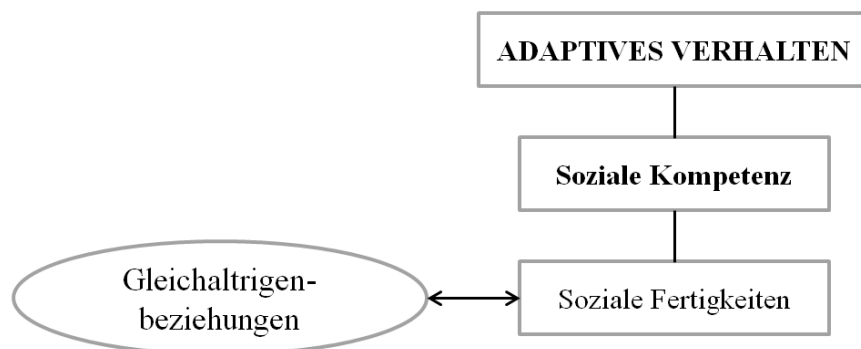 ADAPTIVES VERHALTEN
Soziale Kompetenz
Gleichaltrigen-
beziehungen
Soziale Fertigkeiten